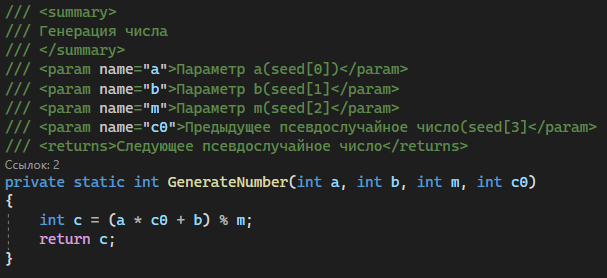 /// <summary>
/// Генерация числа
/// </summary>
/// <param name="a">Параметр a(seed[0])</param>
/// <param name="b">Параметр b(seed[1]</param>
/// <param name="m">Параметр m(seed[2]</param>
/// <param name="c0">Предыдущее псевдослучайное число(seed[3]</param>
/// <returns>Следующее псевдослучайное число</returns>
Ссылок: 2
private static int GenerateNumber(int a, int b, int m, int c0)
{
    int c = (a * c0 + b) % m;
    return c;
}